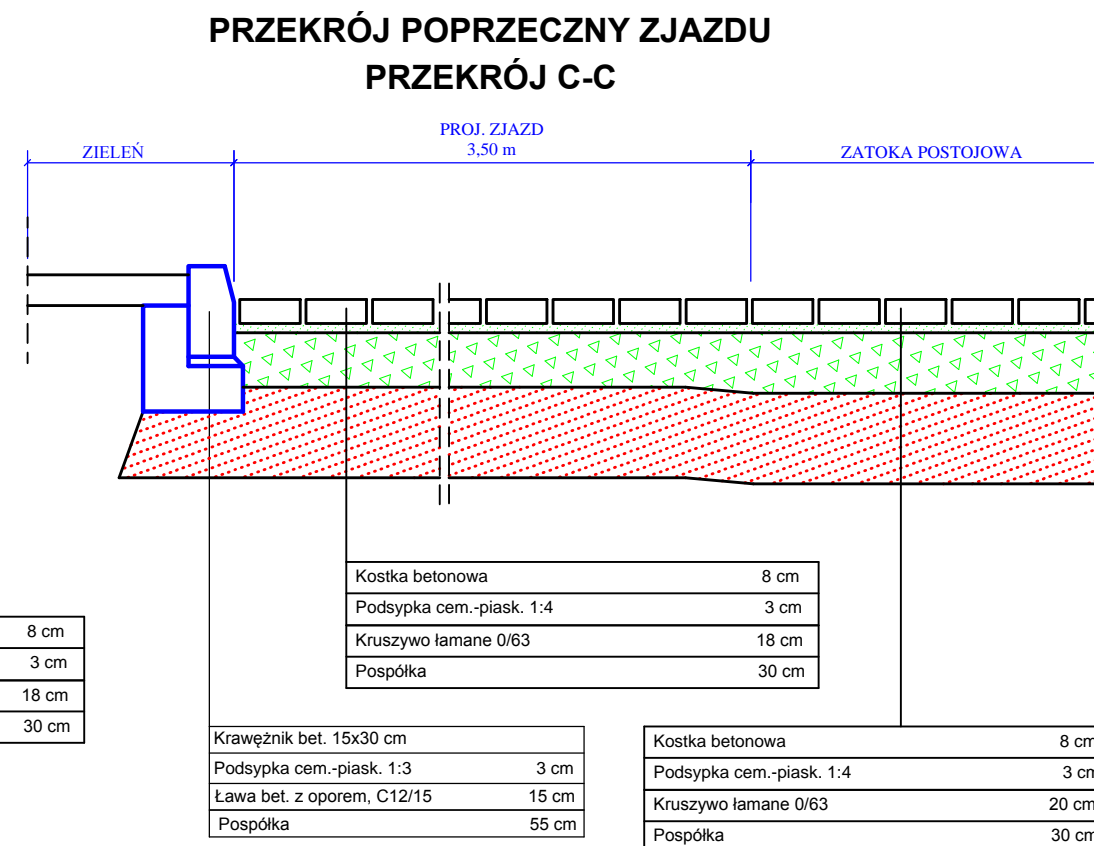 PRZEKRÓJ POPRZECZNY ZJAZDU
PRZEKRÓJ C-C
ZIELEŃ
PROJ. ZJAZD
3,50 m
ZATOKA POSTOJOWA
Kostka betonowa 8 cm
Podsypka cem.-piask. 1:4 3 cm
Kruszywo łamane 0/63 18 cm
Pospółka 30 cm
8 cm
3 cm
18 cm
30 cm
Krawężnik bet. 15x30 cm
Podsypka cem.-piask. 1:3 3 cm
Ława bet. z oporem, C12/15 15 cm
Pospółka 55 cm
Kostka betonowa 8 cm
Podsypka cem.-piask. 1:4 3 cm
Kruszywo łamane 0/63 20 cm
Pospółka 30 cm